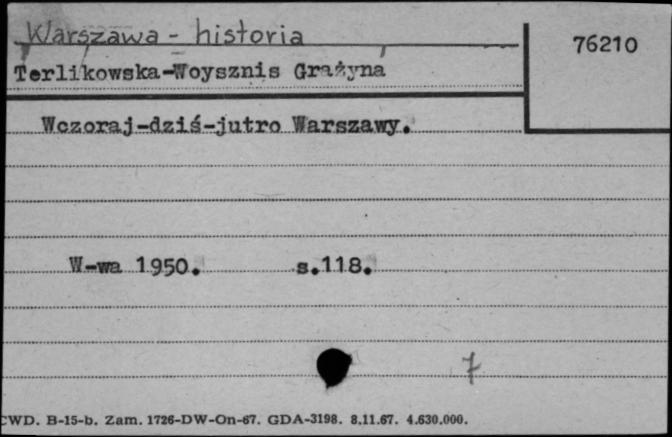 Warszawa - historia
76210
Terlikowska-Woysznis Grażyna
Wczoraj-dziś-jutro Warszawy.
W-wa 1950. s.118.
7
CWD. B-15-b. Zam. 1726-DW-On-67. GDA-3198. 8.11.67. 4.630.000.